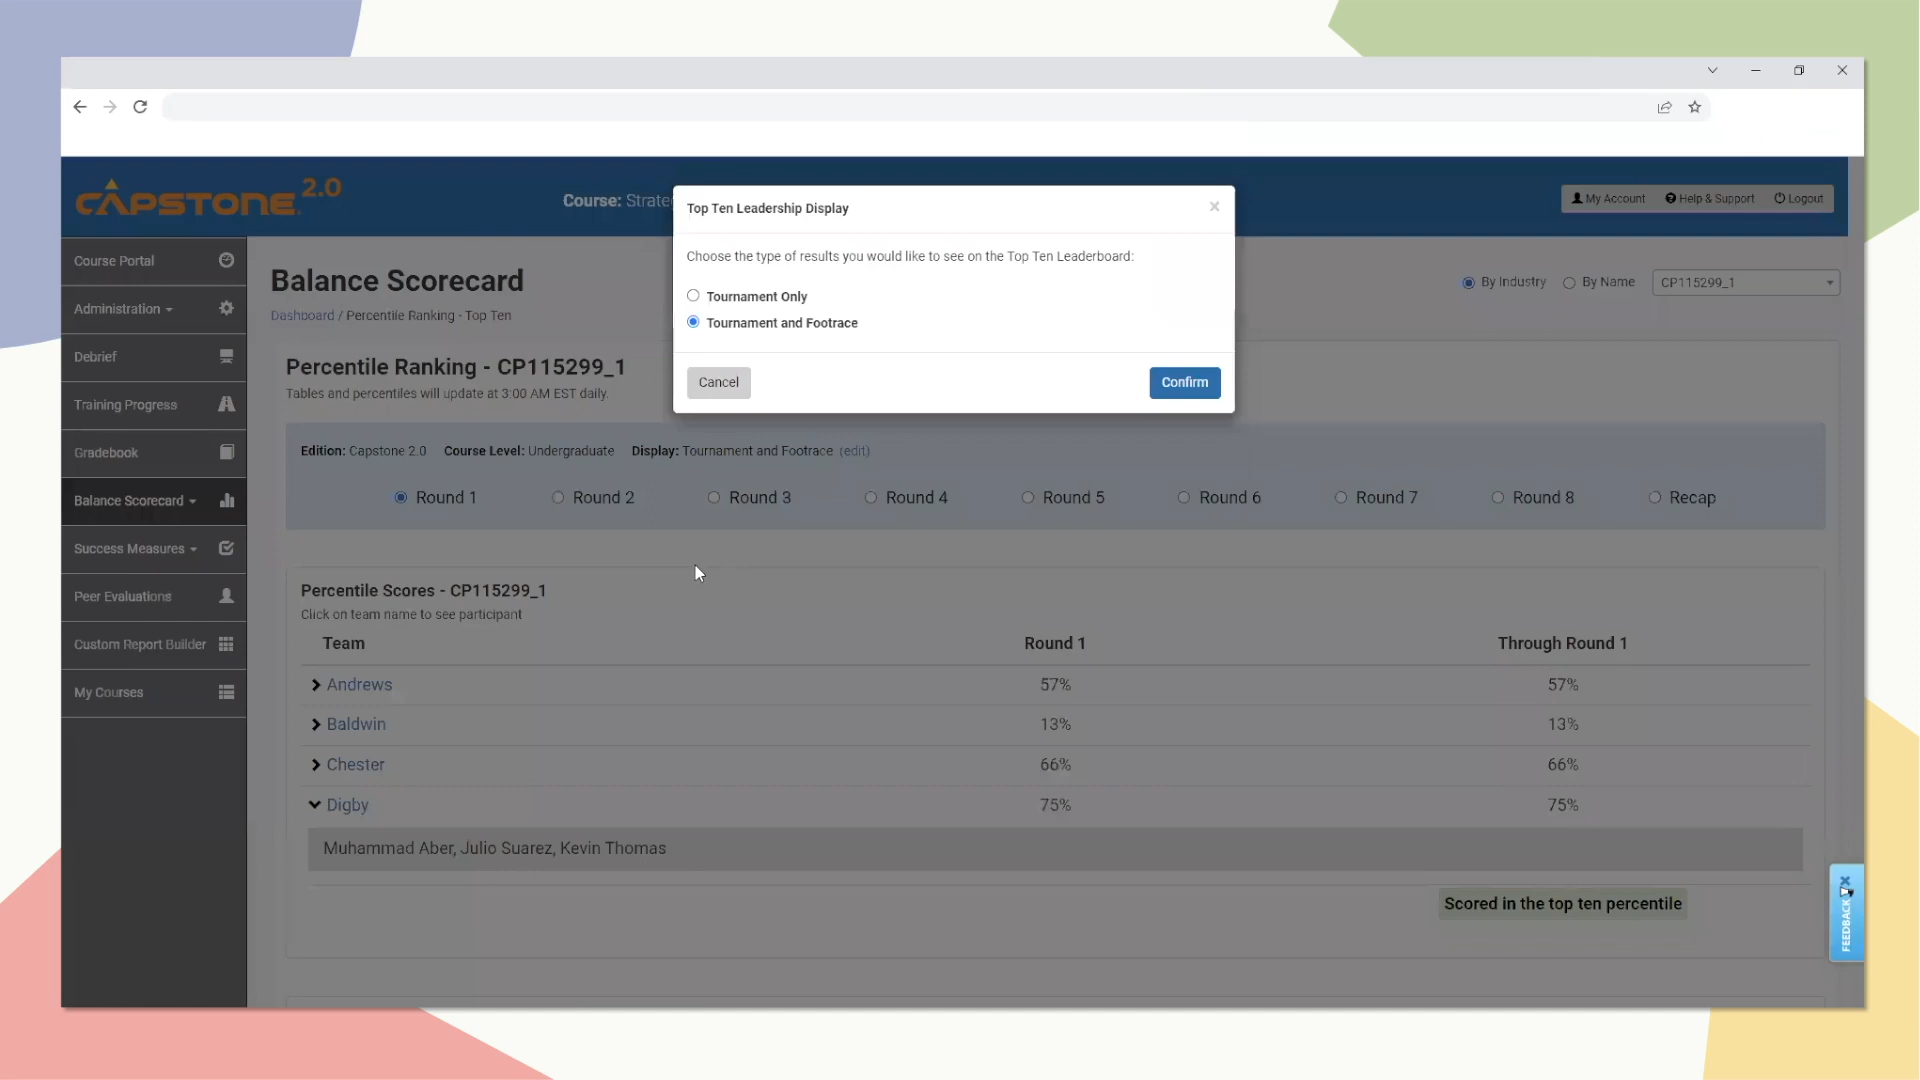 CAPSTONE 2.0
Course: Strate
My Account Help & Support Logout
Top Ten Leadership Display ×
Choose the type of results you would like to see on the Top Ten Leaderboard:
Tournament Only
Tournament and Footrace
Cancel Confirm
Course Portal
Administration
Debrief
Training Progress
Gradebook
Balance Scorecard
Success Measures
Peer Evaluations
Custom Report Builder
My Courses
Balance Scorecard
Dashboard / Percentile Ranking - Top Ten
By Industry By Name CP115299_1
Percentile Ranking - CP115299_1
Tables and percentiles will update at 3:00 AM EST daily.
Edition: Capstone 2.0 Course Level: Undergraduate Display: Tournament and Footrace (edit)
Round 1 Round 2 Round 3 Round 4 Round 5 Round 6 Round 7 Round 8 Recap
Percentile Scores - CP115299_1
Click on team name to see participant
Team Round 1 Through Round 1
Andrews 57% 57%
Baldwin 13% 13%
Chester 66% 66%
Digby 75% 75%
Muhammad Aber, Julio Suarez, Kevin Thomas
Scored in the top ten percentile
FEEDBACK